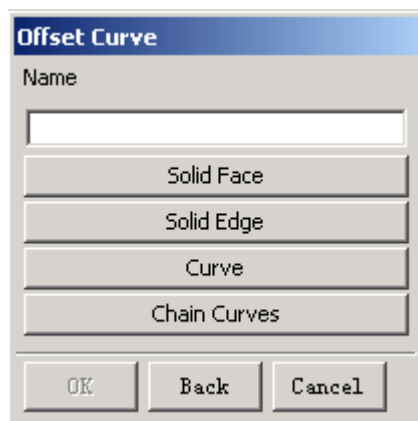 Offset Curve
Name
Solid Face
Solid Edge
Curve
Chain Curves
OK Back Cancel